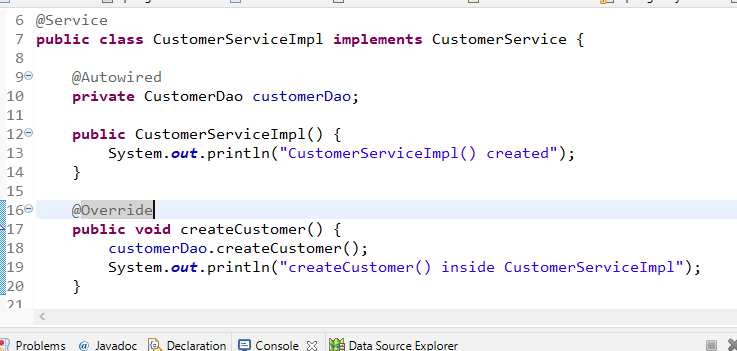 6 @Service
7 public class CustomerServiceImpl implements CustomerService {
8
9 @Autowired
10 private CustomerDao customerDao;
11
12 public CustomerServiceImpl() {
13 System.out.println("CustomerServiceImpl() created");
14 }
15
16 @Override
17 public void createCustomer() {
18 customerDao.createCustomer();
19 System.out.println("createCustomer() inside CustomerServiceImpl");
20 }
21
Problems @ Javadoc Declaration Console Data Source Explorer